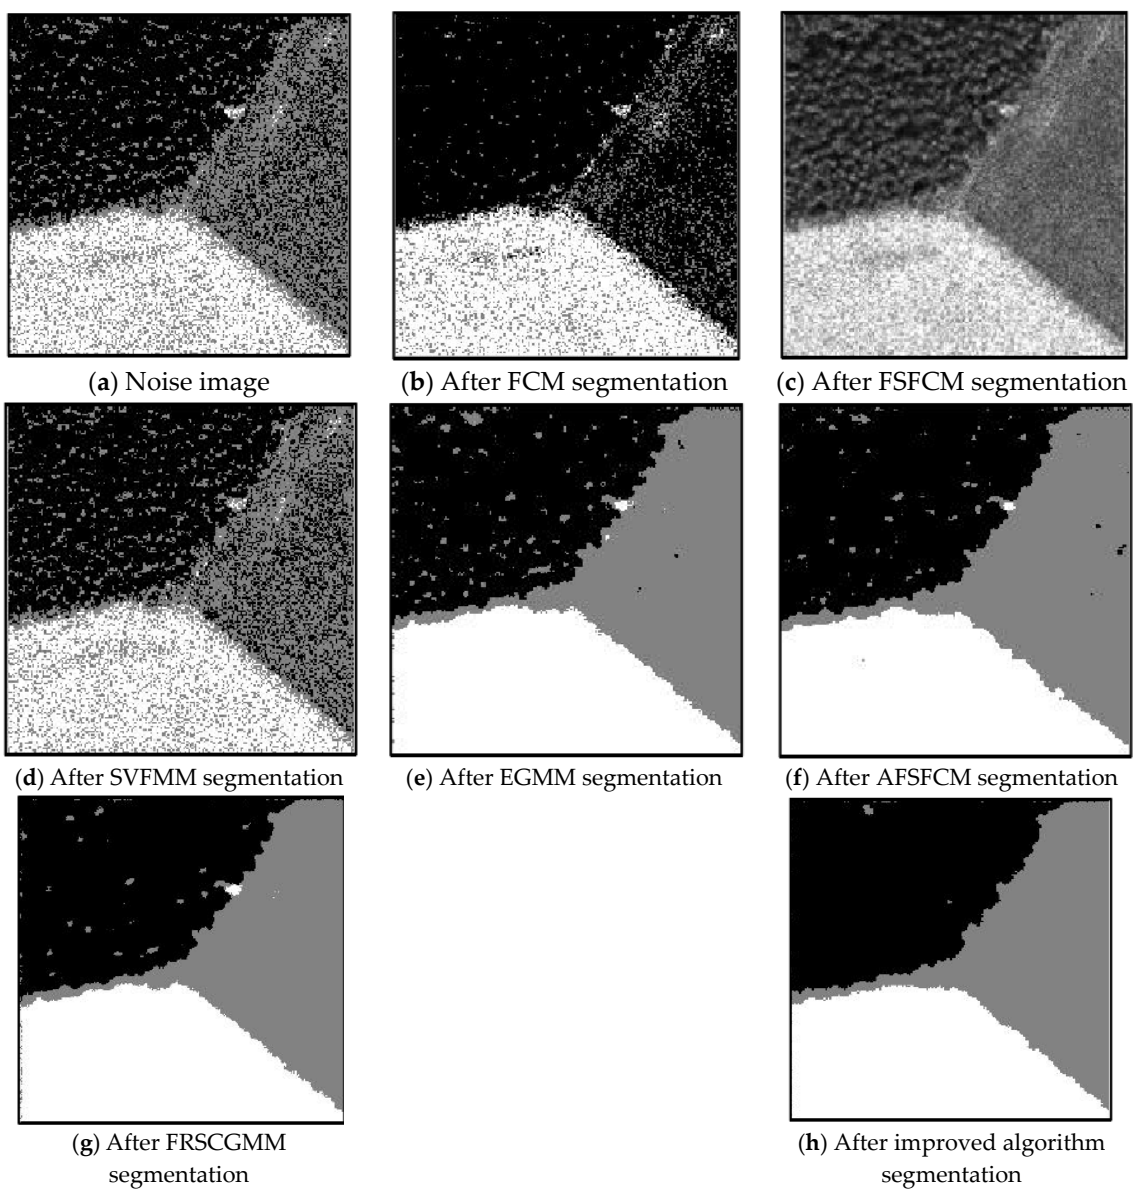 (a) Noise image
(b) After FCM segmentation
(c) After FSFCM segmentation
(d) After SVFMM segmentation
(e) After EGMM segmentation
(f) After AFSFCM segmentation
(g) After FRSCGMM
segmentation
(h) After improved algorithm
segmentation